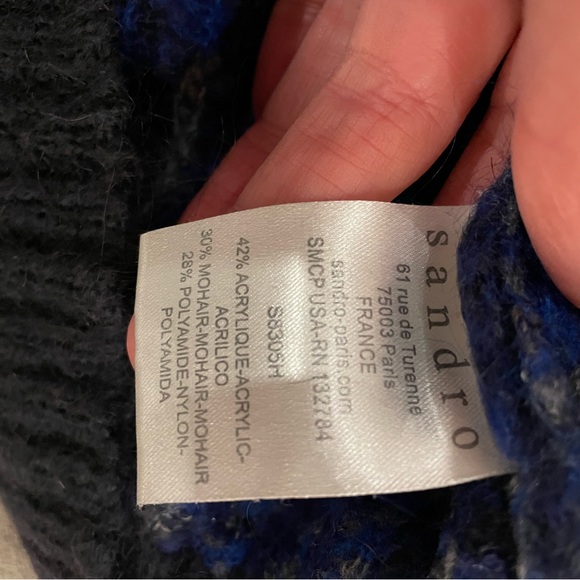 sandro
61 rue de Turenne
75003 Paris
FRANCE
sandro-paris.com
SMCP USA-RN 132784
S8305H
42% ACRYLIQUE-ACRYLIC-
ACRILICO
30% MOHAIR-MOHAIR-MOHAIR
28% POLYAMIDE-NYLON-
POLYAMIDA